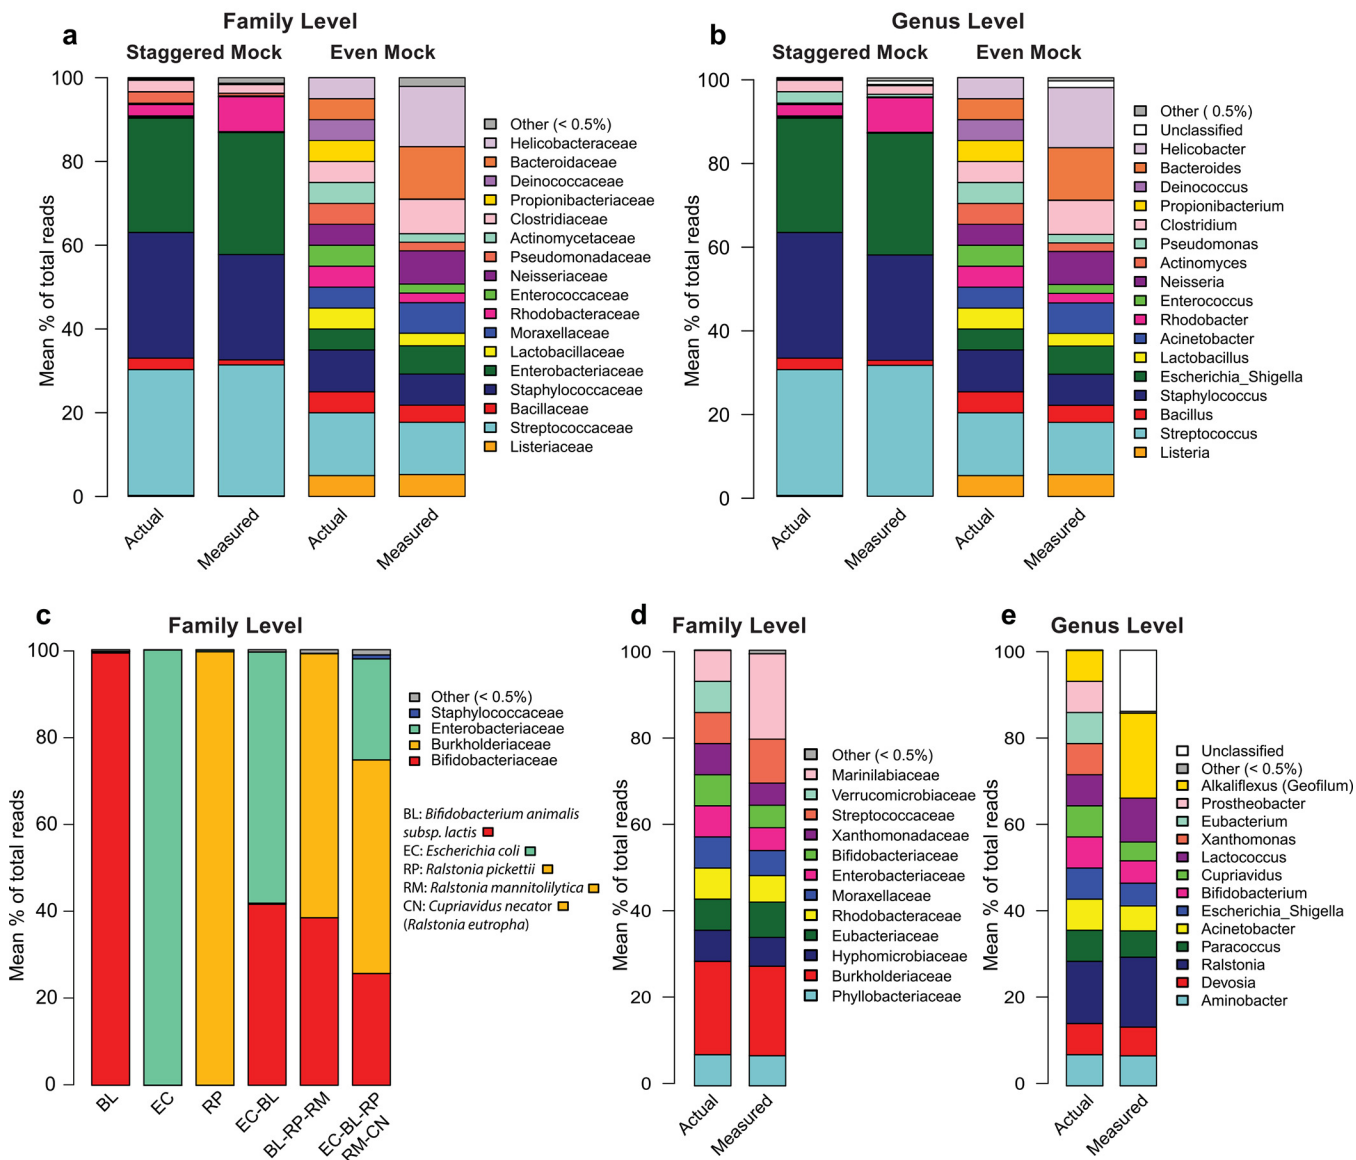 a
Family Level
Staggered Mock
Even Mock
Mean % of total reads
100
80
60
40
20
0
Actual
Measured
Actual
Measured
Other (< 0.5%)
Helicobacteraceae
Bacteroidaceae
Deinococcaceae
Propionibacteriaceae
Clostridiaceae
Actinomycetaceae
Pseudomonadaceae
Neisseriaceae
Enterococcaceae
Rhodobacteraceae
Moraxellaceae
Lactobacillaceae
Enterobacteriaceae
Staphylococcaceae
Bacillaceae
Streptococcaceae
Listeriaceae
b
Genus Level
Staggered Mock
Even Mock
Mean % of total reads
100
80
60
40
20
0
Actual
Measured
Actual
Measured
Other ( 0.5%)
Unclassified
Helicobacter
Bacteroides
Deinococcus
Propionibacterium
Clostridium
Pseudomonas
Actinomyces
Neisseria
Enterococcus
Rhodobacter
Acinetobacter
Lactobacillus
Escherichia_Shigella
Staphylococcus
Bacillus
Streptococcus
Listeria
c
Family Level
Mean % of total reads
100
80
60
40
20
0
BL
EC
RP
EC-BL
BL-RP-RM
EC-BL-RP
RM-CN
Other (< 0.5%)
Staphylococcaceae
Enterobacteriaceae
Burkholderiaceae
Bifidobacteriaceae
BL: Bifidobacterium animalis
subsp. lactis
EC: Escherichia coli
RP: Ralstonia pickettii
RM: Ralstonia mannitolilytica
CN: Cupriavidus necator
(Ralstonia eutropha)
d
Family Level
Mean % of total reads
100
80
60
40
20
0
Actual
Measured
Other (< 0.5%)
Marinilabiaceae
Verrucomicrobiaceae
Streptococcaceae
Xanthomonadaceae
Bifidobacteriaceae
Enterobacteriaceae
Moraxellaceae
Rhodobacteraceae
Eubacteriaceae
Hyphomicrobiaceae
Burkholderiaceae
Phyllobacteriaceae
e
Genus Level
Mean % of total reads
100
80
60
40
20
0
Actual
Measured
Unclassified
Other (< 0.5%)
Alkaliflexus (Geofilum)
Prostheobacter
Eubacterium
Xanthomonas
Lactococcus
Cupriavidus
Bifidobacterium
Escherichia_Shigella
Acinetobacter
Paracoccus
Ralstonia
Devosia
Aminobacter